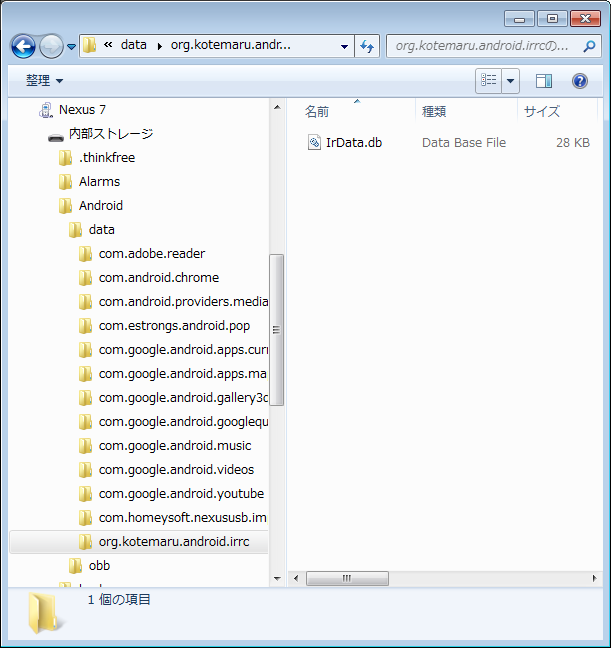 « data ▸ org.kotemaru.andr...
org.kotemaru.android.irrcの...
整理
名前 種類 サイズ
IrData.db Data Base File 28 KB
Nexus 7
内部ストレージ
.thinkfree
Alarms
Android
data
com.adobe.reader
com.android.chrome
com.android.providers.media
com.estrongs.android.pop
com.google.android.apps.curr
com.google.android.apps.ma
com.google.android.gallery3d
com.google.android.googlequ
com.google.android.music
com.google.android.videos
com.google.android.youtube
com.homeysoft.nexususb.im
org.kotemaru.android.irrc
obb
1 個の項目